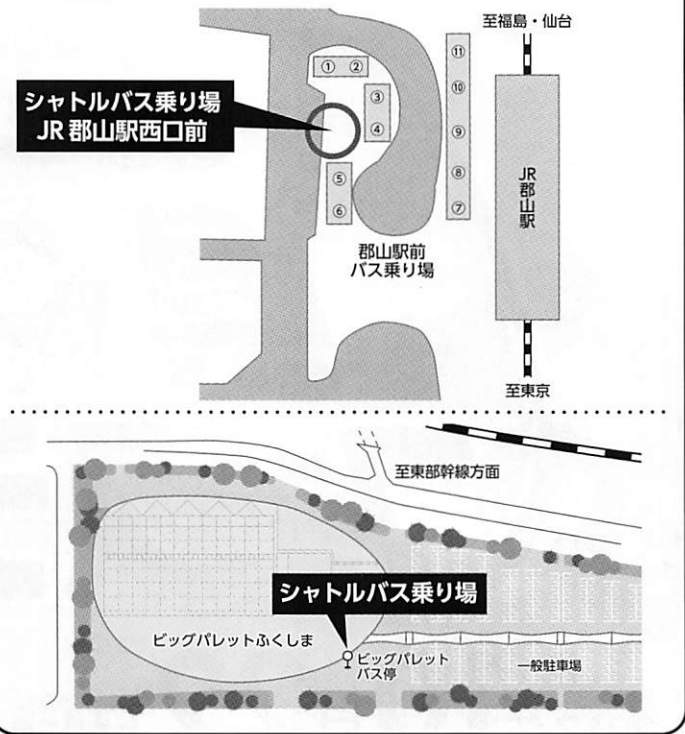 至福島・仙台
① ②
③
④
⑤
⑥
⑪
⑩
⑨
⑧
⑦
シャトルバス乗り場
JR 郡山駅西口前
JR郡山駅
郡山駅前
バス乗り場
至東京
至東部幹線方面
シャトルバス乗り場
ビッグパレットふくしま
ビッグパレット
バス停
一般駐車場